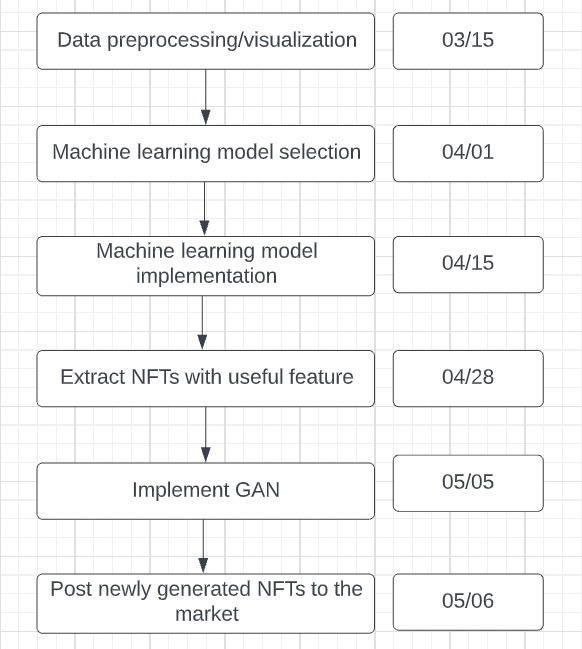 Data preprocessing/visualization
03/15
Machine learning model selection
04/01
Machine learning model
implementation
04/15
Extract NFTs with useful feature
04/28
Implement GAN
05/05
Post newly generated NFTs to the
market
05/06